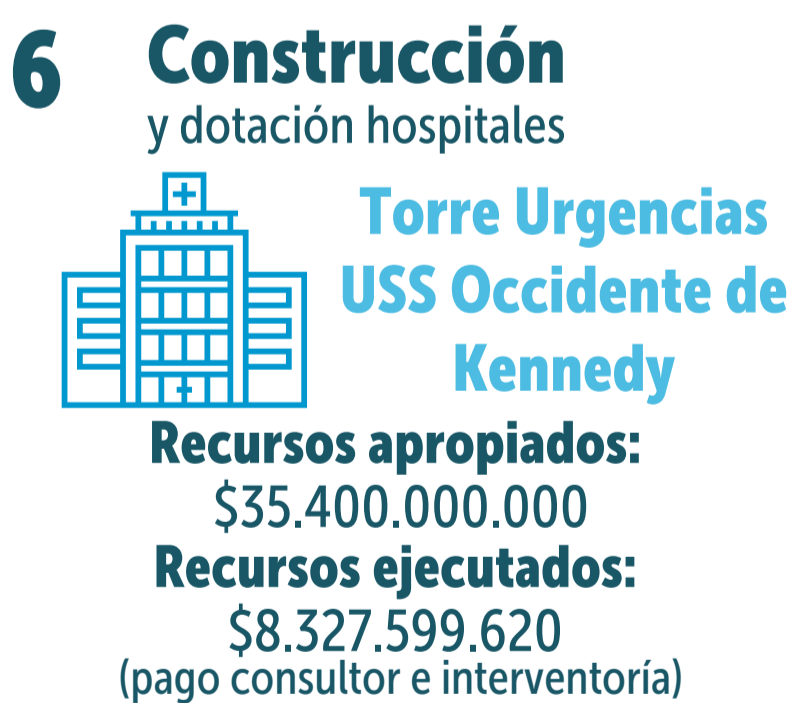 6 Construcción
y dotación hospitales
Torre Urgencias
USS Occidente de
Kennedy
Recursos apropiados:
$35.400.000.000
Recursos ejecutados:
$8.327.599.620
(pago consultor e interventoría)